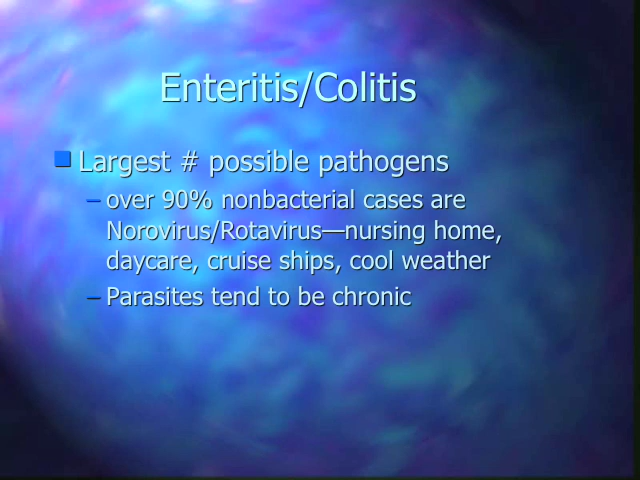 Enteritis/Colitis
Largest # possible pathogens
– over 90% nonbacterial cases are
Norovirus/Rotavirus—nursing home,
daycare, cruise ships, cool weather
– Parasites tend to be chronic